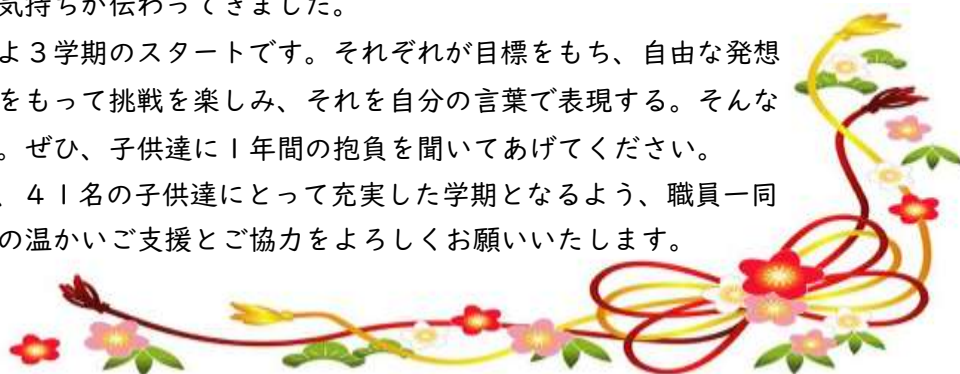 気持ちが伝わってきました。
よ３学期のスタートです。それぞれが目標をもち、自由な発想
をもって挑戦を楽しみ、それを自分の言葉で表現する。そんな
。ぜひ、子供達に１年間の抱負を聞いてあげてください。
、４１名の子供達にとって充実した学期となるよう、職員一同
の温かいご支援とご協力をよろしくお願いいたします。